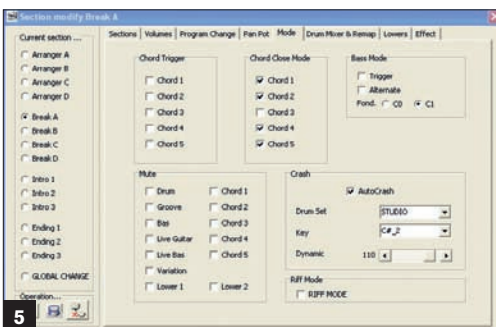 Section modify Break A
Current section ...
Arranger A
Arranger B
Arranger C
Arranger D
Break A
Break B
Break C
Break D
Intro 1
Intro 2
Intro 3
Ending 1
Ending 2
Ending 3
GLOBAL CHANGE
Operation...
Sections Volumes Program Change Pan Pot Mode Drum Mixer & Remap Lowers Effect
Chord Trigger
Chord 1
Chord 2
Chord 3
Chord 4
Chord 5
Chord Close Mode
Chord 1
Chord 2
Chord 3
Chord 4
Chord 5
Bass Mode
Trigger
Alternate
Fond. C0 C1
Mute
Drum Chord 1
Groove Chord 2
Bas Chord 3
Live Guitar Chord 4
Live Bas Chord 5
Variation
Lower 1 Lower 2
Crash
AutoCrash
Drum Set STUDIO
Key C#_2
Dynamic 110
Riff Mode
RIFF MODE
5